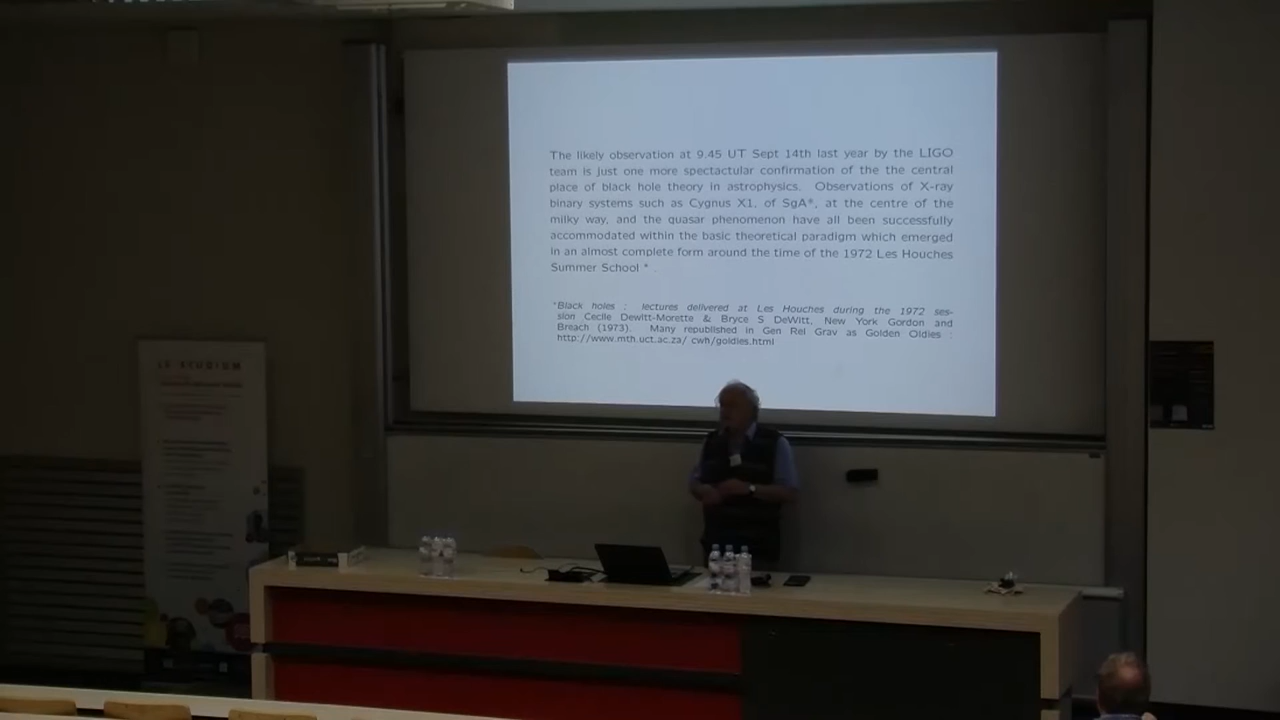 The likely observation at 9.45 UT Sept 14th last year by the LIGO
team is just one more spectactular confirmation of the the central
place of black hole theory in astrophysics. Observations of X-ray
binary systems such as Cygnus X1, of SgA*, at the centre of the
milky way, and the quasar phenomenon have all been successfully
accommodated within the basic theoretical paradigm which emerged
in an almost complete form around the time of the 1972 Les Houches
Summer School *
*Black holes : lectures delivered at Les Houches during the 1972 ses-
sion Cecile Dewitt-Morette & Bryce S DeWitt, New York Gordon and
Breach (1973). Many republished in Gen Rel Grav as Golden Oldies :
http://www.mth.uct.ac.za/ cwh/goldies.html
LE STUDIUM